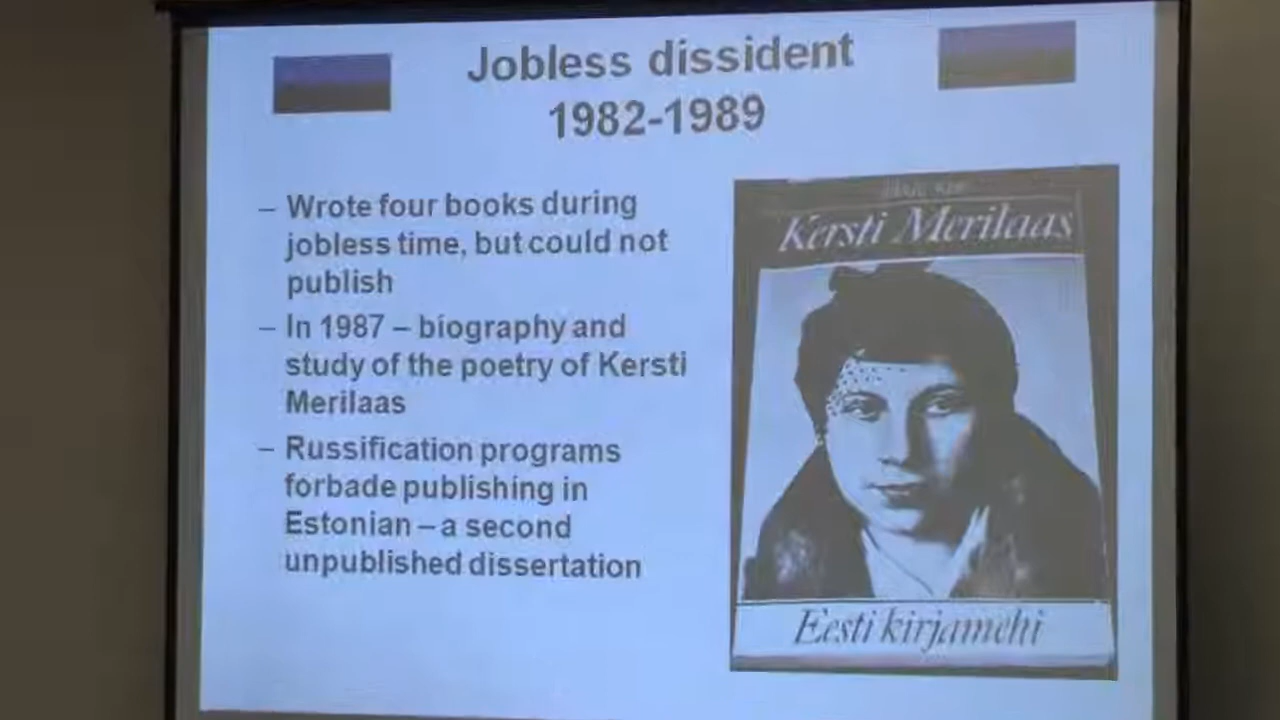 Jobless dissident
1982-1989
– Wrote four books during
jobless time, but could not
publish
– In 1987 – biography and
study of the poetry of Kersti
Merilaas
– Russification programs
forbade publishing in
Estonian – a second
unpublished dissertation
Kersti Merilaas
Eesti kirjamehi